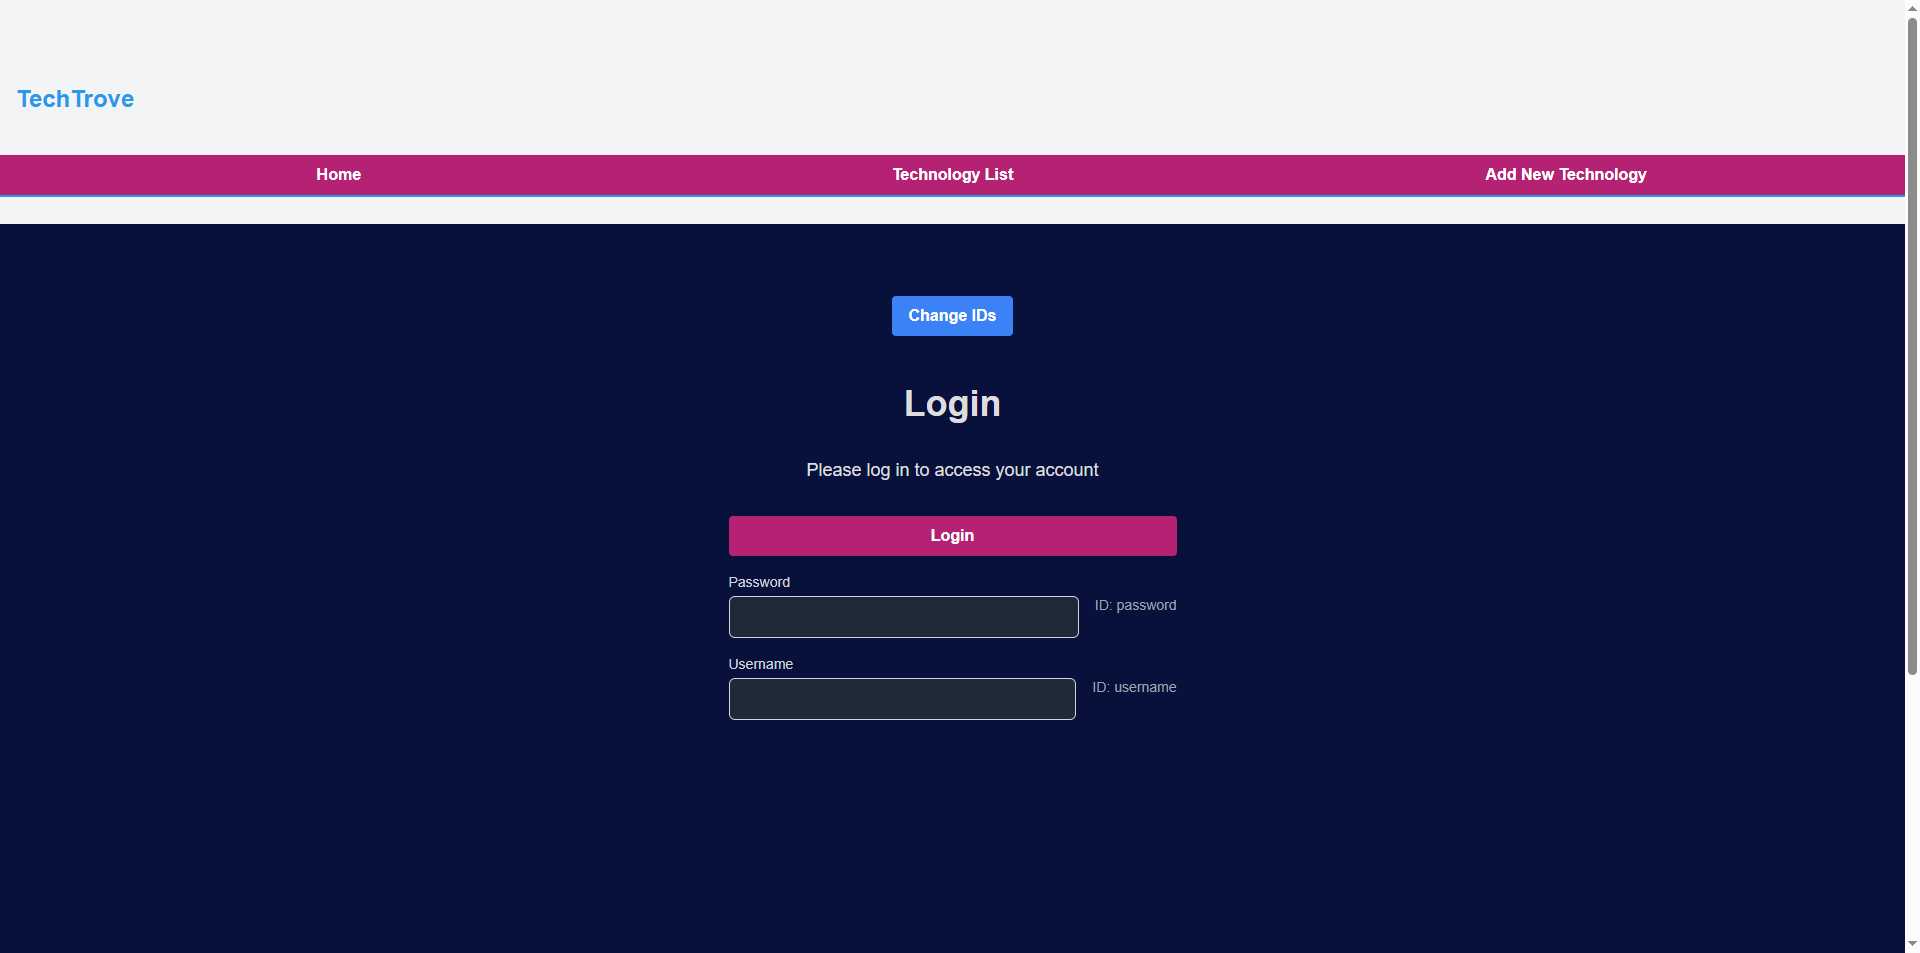 TechTrove
Home
Technology List
Add New Technology
Change IDs
Login
Please log in to access your account
Login
Password
ID: password
Username
ID: username